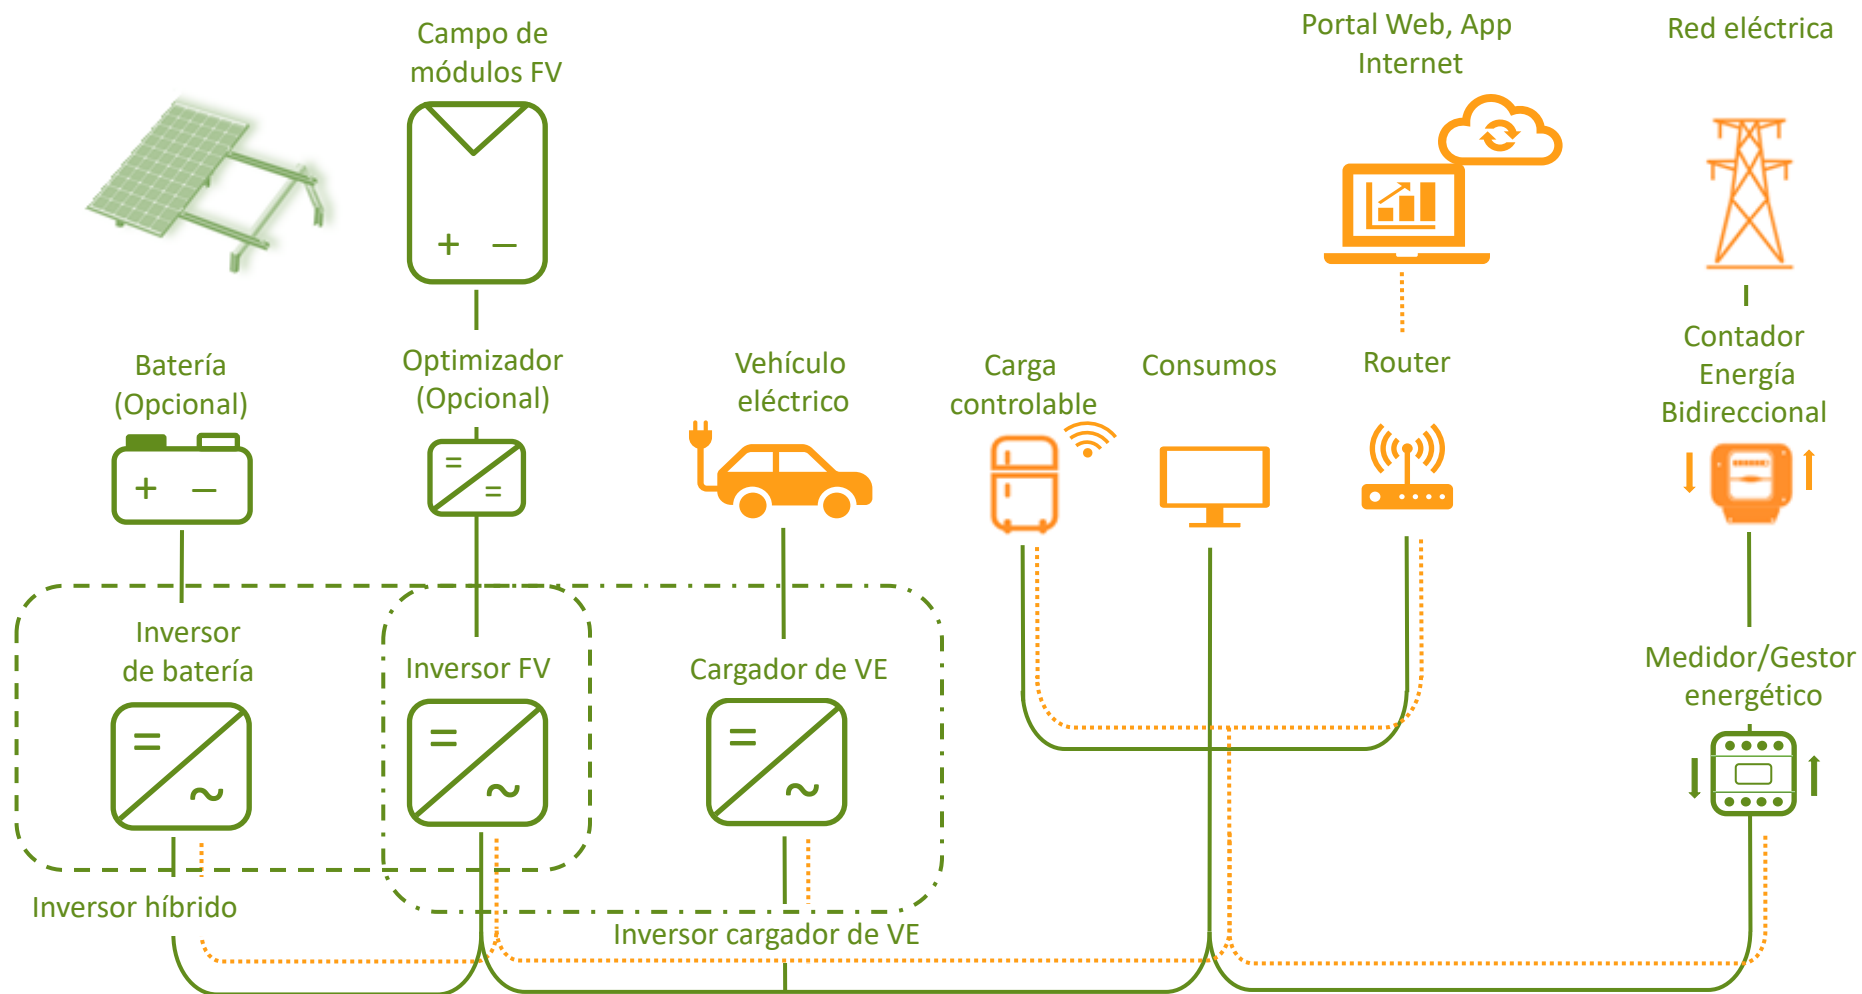 Campo de
módulos FV
Portal Web, App
Internet
Red eléctrica
Batería
(Opcional)
Optimizador
(Opcional)
Vehículo
eléctrico
Carga
controlable
Consumos
Router
Contador
Energía
Bidireccional
+ –
+ –
=
=
Inversor
de batería
Inversor FV
Cargador de VE
Medidor/Gestor
energético
=
~
=
~
=
~
Inversor híbrido
Inversor cargador de VE